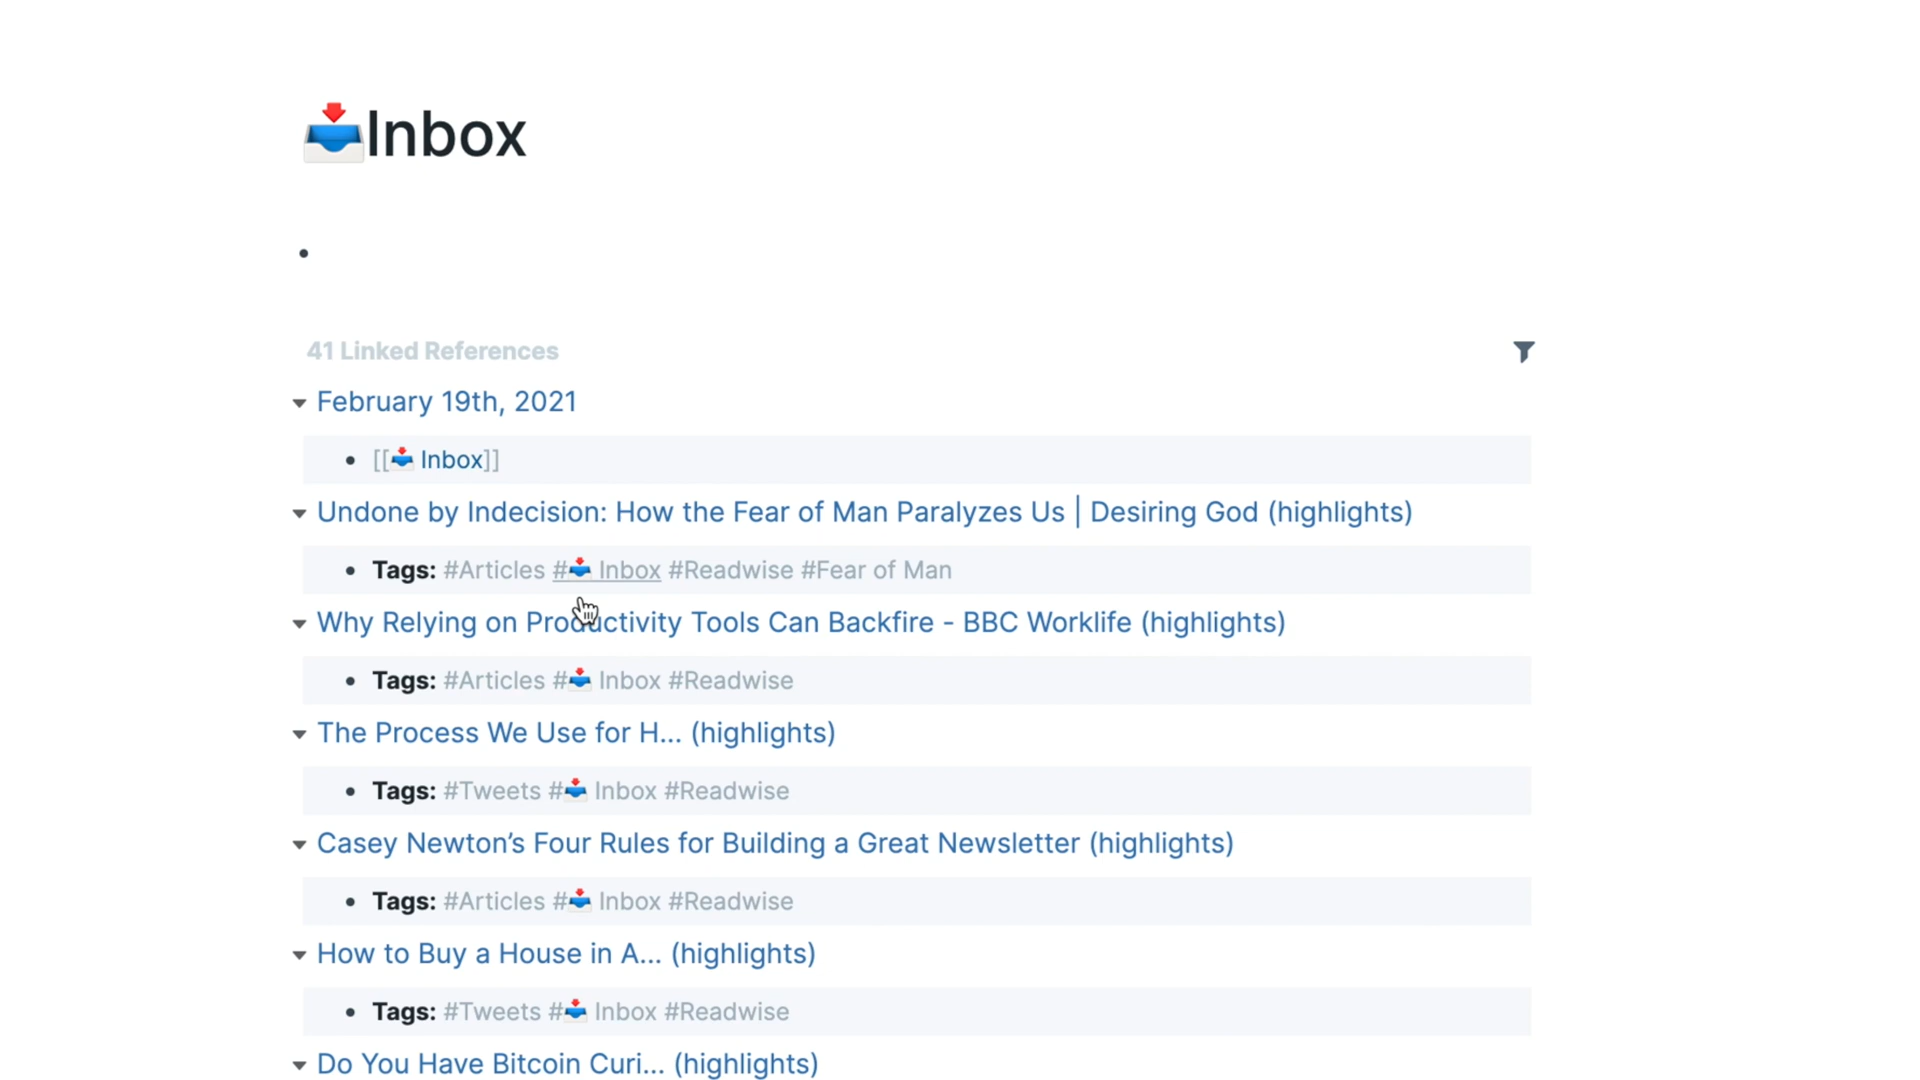 📥Inbox
41 Linked References
February 19th, 2021
[[📥 Inbox]]
Undone by Indecision: How the Fear of Man Paralyzes Us | Desiring God (highlights)
Tags: #Articles #📥 Inbox #Readwise #Fear of Man
Why Relying on Productivity Tools Can Backfire - BBC Worklife (highlights)
Tags: #Articles #📥 Inbox #Readwise
The Process We Use for H... (highlights)
Tags: #Tweets #📥 Inbox #Readwise
Casey Newton’s Four Rules for Building a Great Newsletter (highlights)
Tags: #Articles #📥 Inbox #Readwise
How to Buy a House in A... (highlights)
Tags: #Tweets #📥 Inbox #Readwise
Do You Have Bitcoin Curi... (highlights)